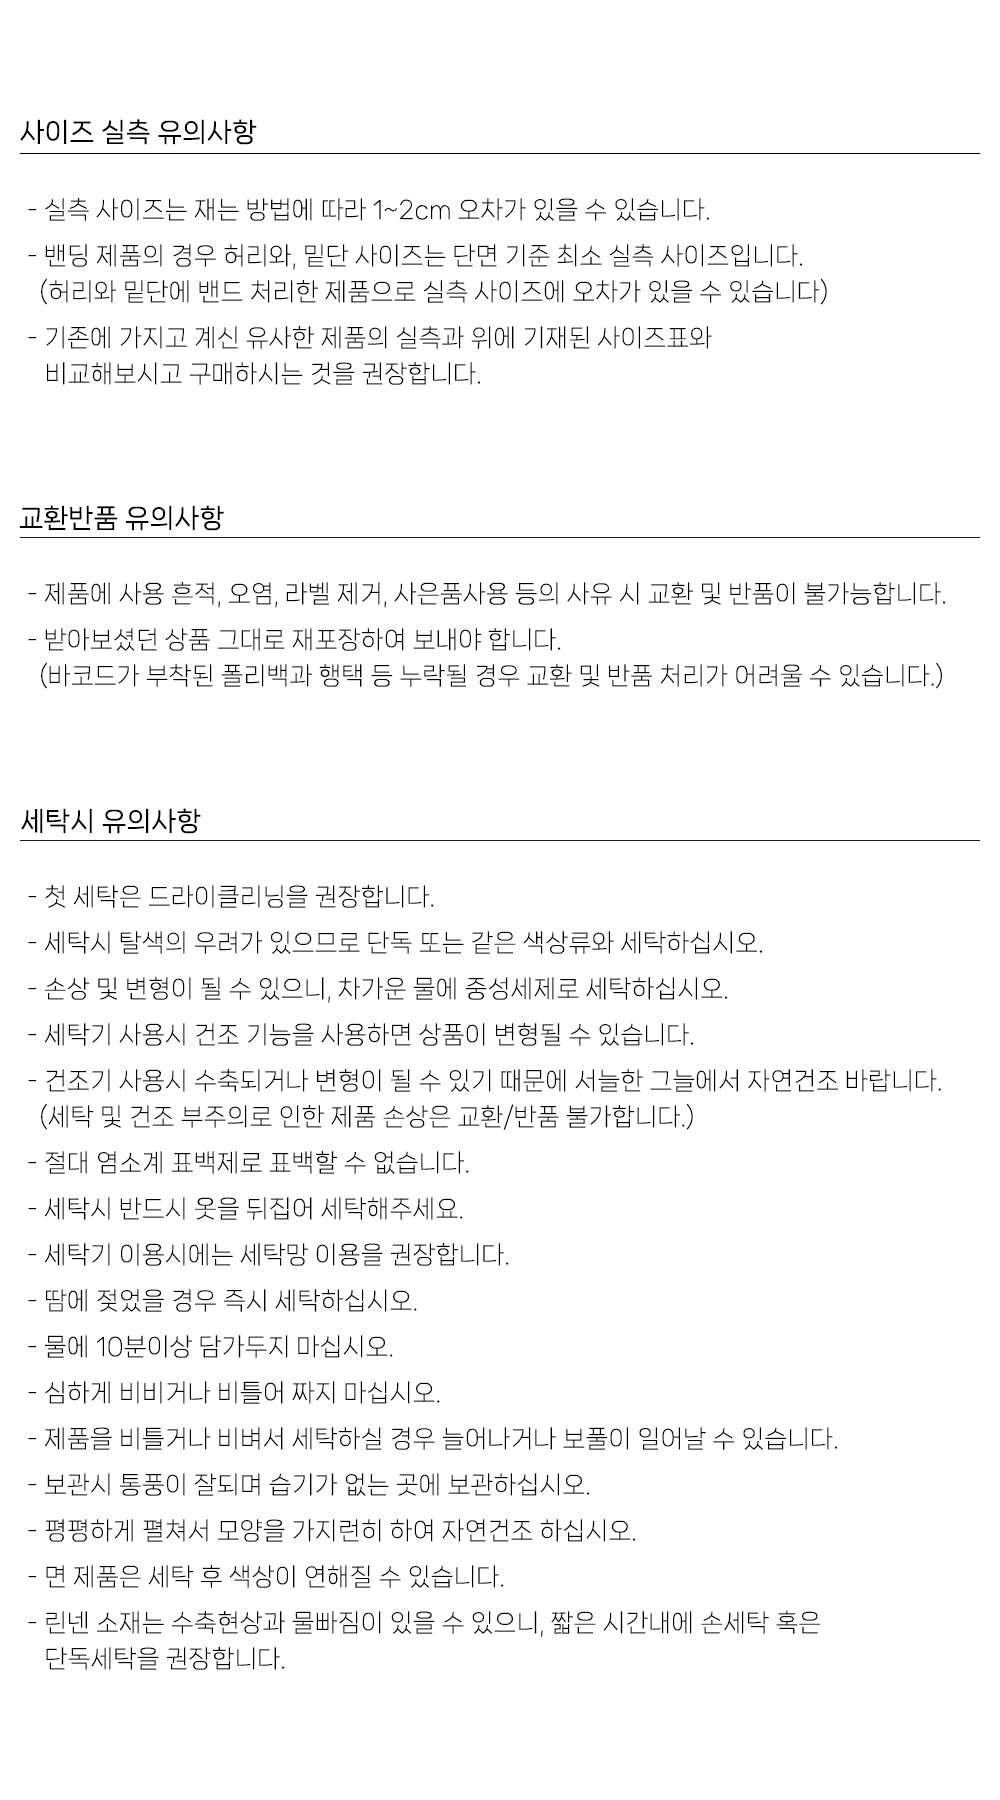 사이즈 실측 유의사항
- 실측 사이즈는 재는 방법에 따라 1~2cm 오차가 있을 수 있습니다.
- 밴딩 제품의 경우 허리와, 밑단 사이즈는 단면 기준 최소 실측 사이즈입니다.
(허리와 밑단에 밴드 처리한 제품으로 실측 사이즈에 오차가 있을 수 있습니다)
- 기존에 가지고 계신 유사한 제품의 실측과 위에 기재된 사이즈표와
비교해보시고 구매하시는 것을 권장합니다.
교환반품 유의사항
- 제품에 사용 흔적, 오염, 라벨 제거, 사은품사용 등의 사유 시 교환 및 반품이 불가능합니다.
- 받아보셨던 상품 그대로 재포장하여 보내야 합니다.
(바코드가 부착된 폴리백과 행택 등 누락될 경우 교환 및 반품 처리가 어려울 수 있습니다.)
세탁시 유의사항
- 첫 세탁은 드라이클리닝을 권장합니다.
- 세탁시 탈색의 우려가 있으므로 단독 또는 같은 색상류와 세탁하십시오.
- 손상 및 변형이 될 수 있으니, 차가운 물에 중성세제로 세탁하십시오.
- 세탁기 사용시 건조 기능을 사용하면 상품이 변형될 수 있습니다.
- 건조기 사용시 수축되거나 변형이 될 수 있기 때문에 서늘한 그늘에서 자연건조 바랍니다.
(세탁 및 건조 부주의로 인한 제품 손상은 교환/반품 불가합니다.)
- 절대 염소계 표백제로 표백할 수 없습니다.
- 세탁시 반드시 옷을 뒤집어 세탁해주세요.
- 세탁기 이용시에는 세탁망 이용을 권장합니다.
- 땀에 젖었을 경우 즉시 세탁하십시오.
- 물에 10분이상 담가두지 마십시오.
- 심하게 비비거나 비틀어 짜지 마십시오.
- 제품을 비틀거나 비벼서 세탁하실 경우 늘어나거나 보풀이 일어날 수 있습니다.
- 보관시 통풍이 잘되며 습기가 없는 곳에 보관하십시오.
- 평평하게 펼쳐서 모양을 가지런히 하여 자연건조 하십시오.
- 면 제품은 세탁 후 색상이 연해질 수 있습니다.
- 린넨 소재는 수축현상과 물빠짐이 있을 수 있으니, 짧은 시간내에 손세탁 혹은
단독세탁을 권장합니다.